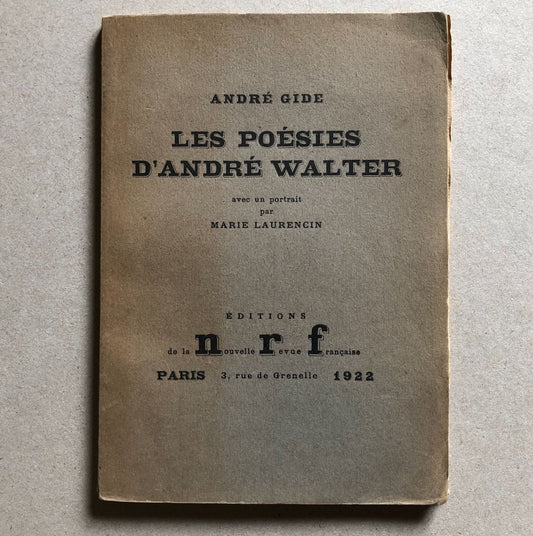 ANDRÉ GIDE
LES POÉSIES
D'ANDRÉ WALTER
avec un portrait
par
MARIE LAURENCIN
ÉDITIONS
de la nouvelle revue française
PARIS 3, rue de Grenelle 1922